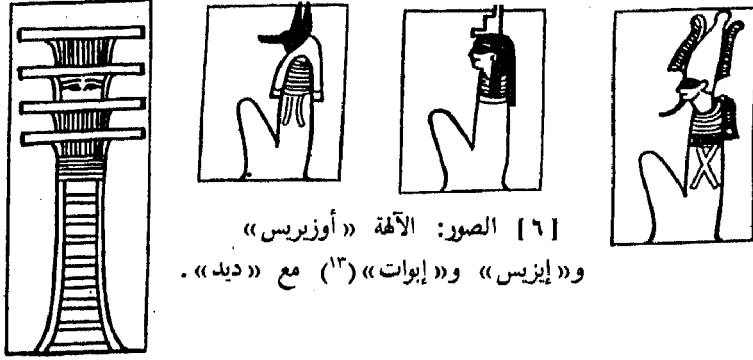 [٦] الصور: الآلهة «أوزيريس»
و«إيزيس» و«إبوات»(١٣) مع «ديد».